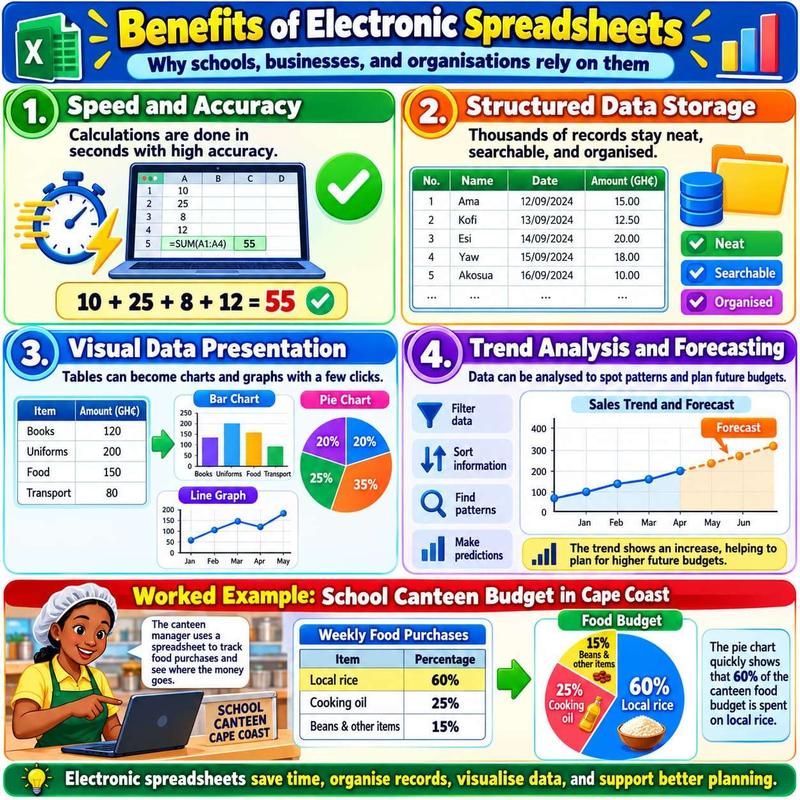 X
Benefits of Electronic Spreadsheets
Why schools, businesses, and organisations rely on them
1. Speed and Accuracy
Calculations are done in
seconds with high accuracy.
A B C D
1 10
2 25
3 8
4 12
5 =SUM(A1:A4) 55
10 + 25 + 8 + 12 = 55
2. Structured Data Storage
Thousands of records stay neat,
searchable, and organised.
No. Name Date Amount (GH¢)
1 Ama 12/09/2024 15.00
2 Kofi 13/09/2024 12.50
3 Esi 14/09/2024 20.00
4 Yaw 15/09/2024 18.00
5 Akosua 16/09/2024 10.00
... ... ... ...
Neat
Searchable
Organised
3. Visual Data Presentation
Tables can become charts and graphs with a few clicks.
Item Amount (GH¢)
Books 120
Uniforms 200
Food 150
Transport 80
Bar Chart
250
200
150
100
50
0
Books Uniforms Food Transport
Pie Chart
20% 20%
25% 35%
Line Graph
200
150
100
50
0
Jan Feb Mar Apr May
4. Trend Analysis and Forecasting
Data can be analysed to spot patterns and plan future budgets.
Filter
data
Sort
information
Find
patterns
Make
predictions
Sales Trend and Forecast
Forecast
400
300
200
100
0
Jan Feb Mar Apr May Jun
The trend shows an increase, helping to
plan for higher future budgets.
Worked Example: School Canteen Budget in Cape Coast
The canteen
manager uses a
spreadsheet to track
food purchases and
see where the money
goes.
SCHOOL
CANTEEN
CAPE COAST
Weekly Food Purchases
Item Percentage
Local rice 60%
Cooking oil 25%
Beans & other items 15%
Food Budget
15%
Beans &
other items
25%
Cooking
oil
60%
Local rice
The pie chart
quickly shows
that 60% of the
canteen food
budget is spent
on local rice.
Electronic spreadsheets save time, organise records, visualise data, and support better planning.